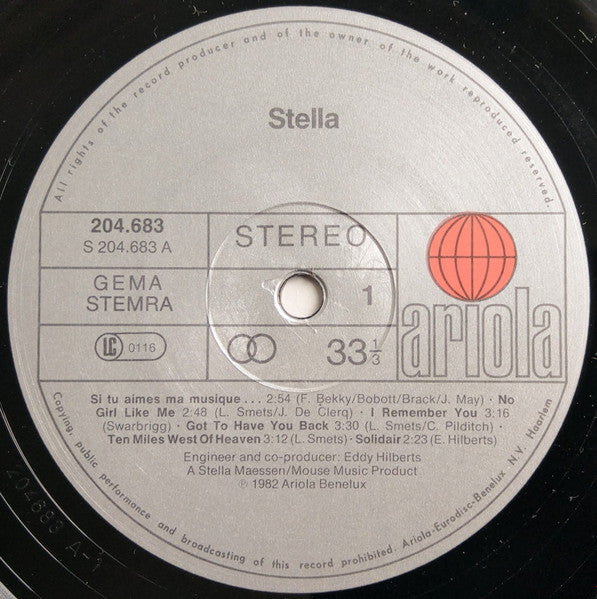 All rights of the record producer and of the owner of the work reproduced reserved.
Stella
204.683
S 204.683 A
STEREO
GEMA
STEMRA
1
LC 0116
33 1/3
ariola
Si tu aimes ma musique . . . 2:54 (F. Bekky/Bobott/Brack/J. May) · No
Girl Like Me 2:48 (L. Smets/J. De Clerq) · I Remember You 3:16
(Swarbrigg) · Got To Have You Back 3:30 (L. Smets/C. Pilditch) ·
Ten Miles West Of Heaven 3:12 (L. Smets) · Solidair 2:23 (E. Hilberts)
Engineer and co-producer: Eddy Hilberts
A Stella Maessen/Mouse Music Product
℗ 1982 Ariola Benelux
Copying, public performance and broadcasting of this record prohibited. Ariola-Eurodisc-Benelux N.V. Haarlem
204683 A-1